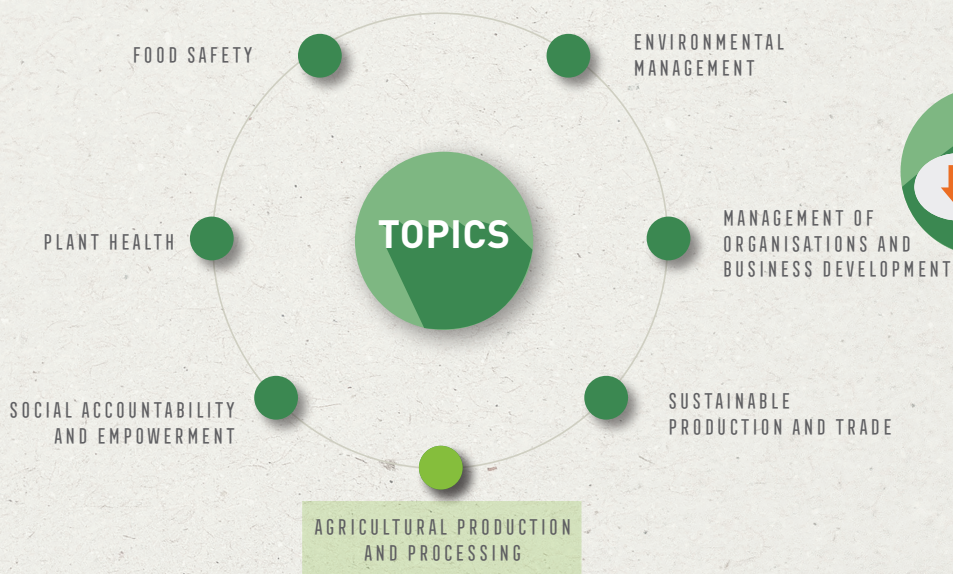 FOOD SAFETY
ENVIRONMENTAL
MANAGEMENT
TOPICS
PLANT HEALTH
MANAGEMENT OF
ORGANISATIONS AND
BUSINESS DEVELOPMENT
SOCIAL ACCOUNTABILITY
AND EMPOWERMENT
SUSTAINABLE
PRODUCTION AND TRADE
AGRICULTURAL PRODUCTION
AND PROCESSING